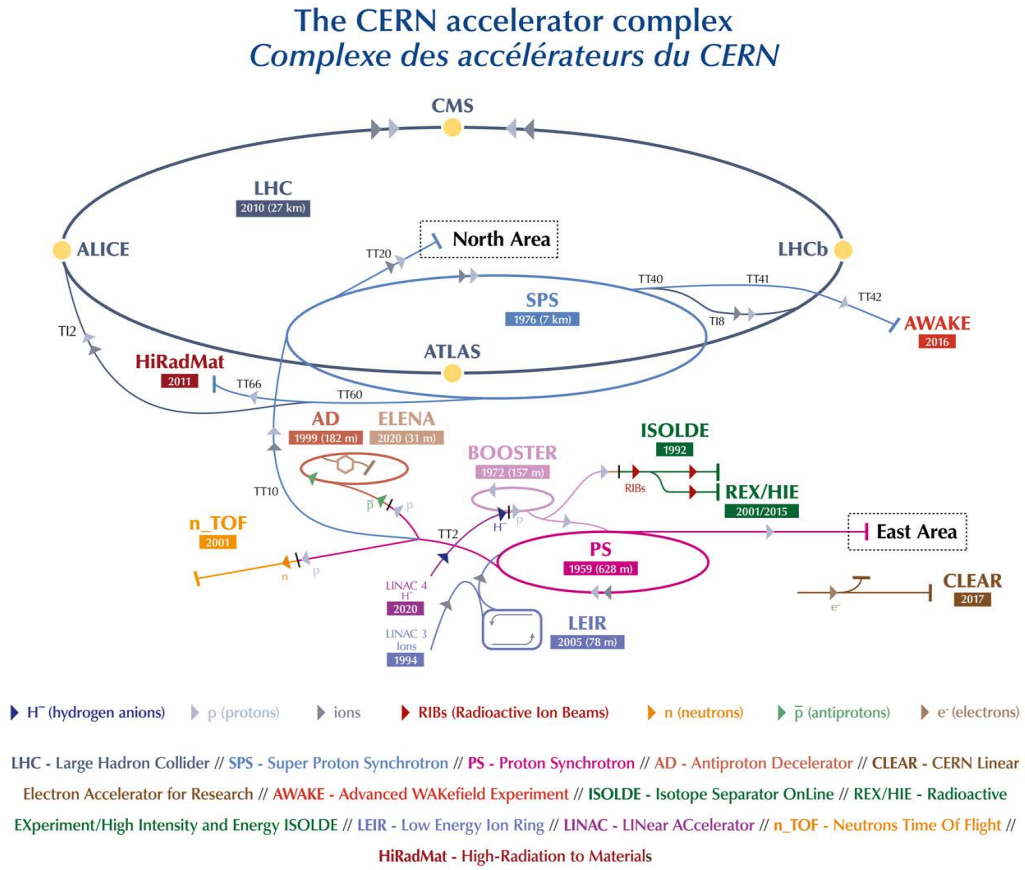 The CERN accelerator complex
Complexe des accélérateurs du CERN
CMS
LHC
2010 (27 km)
ALICE
TT20
North Area
LHCb
SPS
1976 (7 km)
TT40
TT41
TT42
TI8
AWAKE
2016
TI2
ATLAS
HiRadMat
2011
TT66
TT60
AD
1999 (182 m)
ELENA
2020 (31 m)
BOOSTER
1972 (157 m)
ISOLDE
1992
RIBs
REX/HIE
2001/2015
TT10
p̅
p
H⁻
p
n_TOF
2001
n
p
TT2
PS
1959 (628 m)
East Area
LINAC 4
H⁻
2020
CLEAR
2017
e⁻
LINAC 3
Ions
1994
LEIR
2005 (78 m)
H⁻ (hydrogen anions)
p (protons)
ions
RIBs (Radioactive Ion Beams)
n (neutrons)
p̅ (antiprotons)
e⁻ (electrons)
LHC - Large Hadron Collider // SPS - Super Proton Synchrotron // PS - Proton Synchrotron // AD - Antiproton Decelerator // CLEAR - CERN Linear
Electron Accelerator for Research // AWAKE - Advanced WAKefield Experiment // ISOLDE - Isotope Separator OnLine // REX/HIE - Radioactive
EXperiment/High Intensity and Energy ISOLDE // LEIR - Low Energy Ion Ring // LINAC - LINear ACcelerator // n_TOF - Neutrons Time Of Flight //
HiRadMat - High-Radiation to Materials